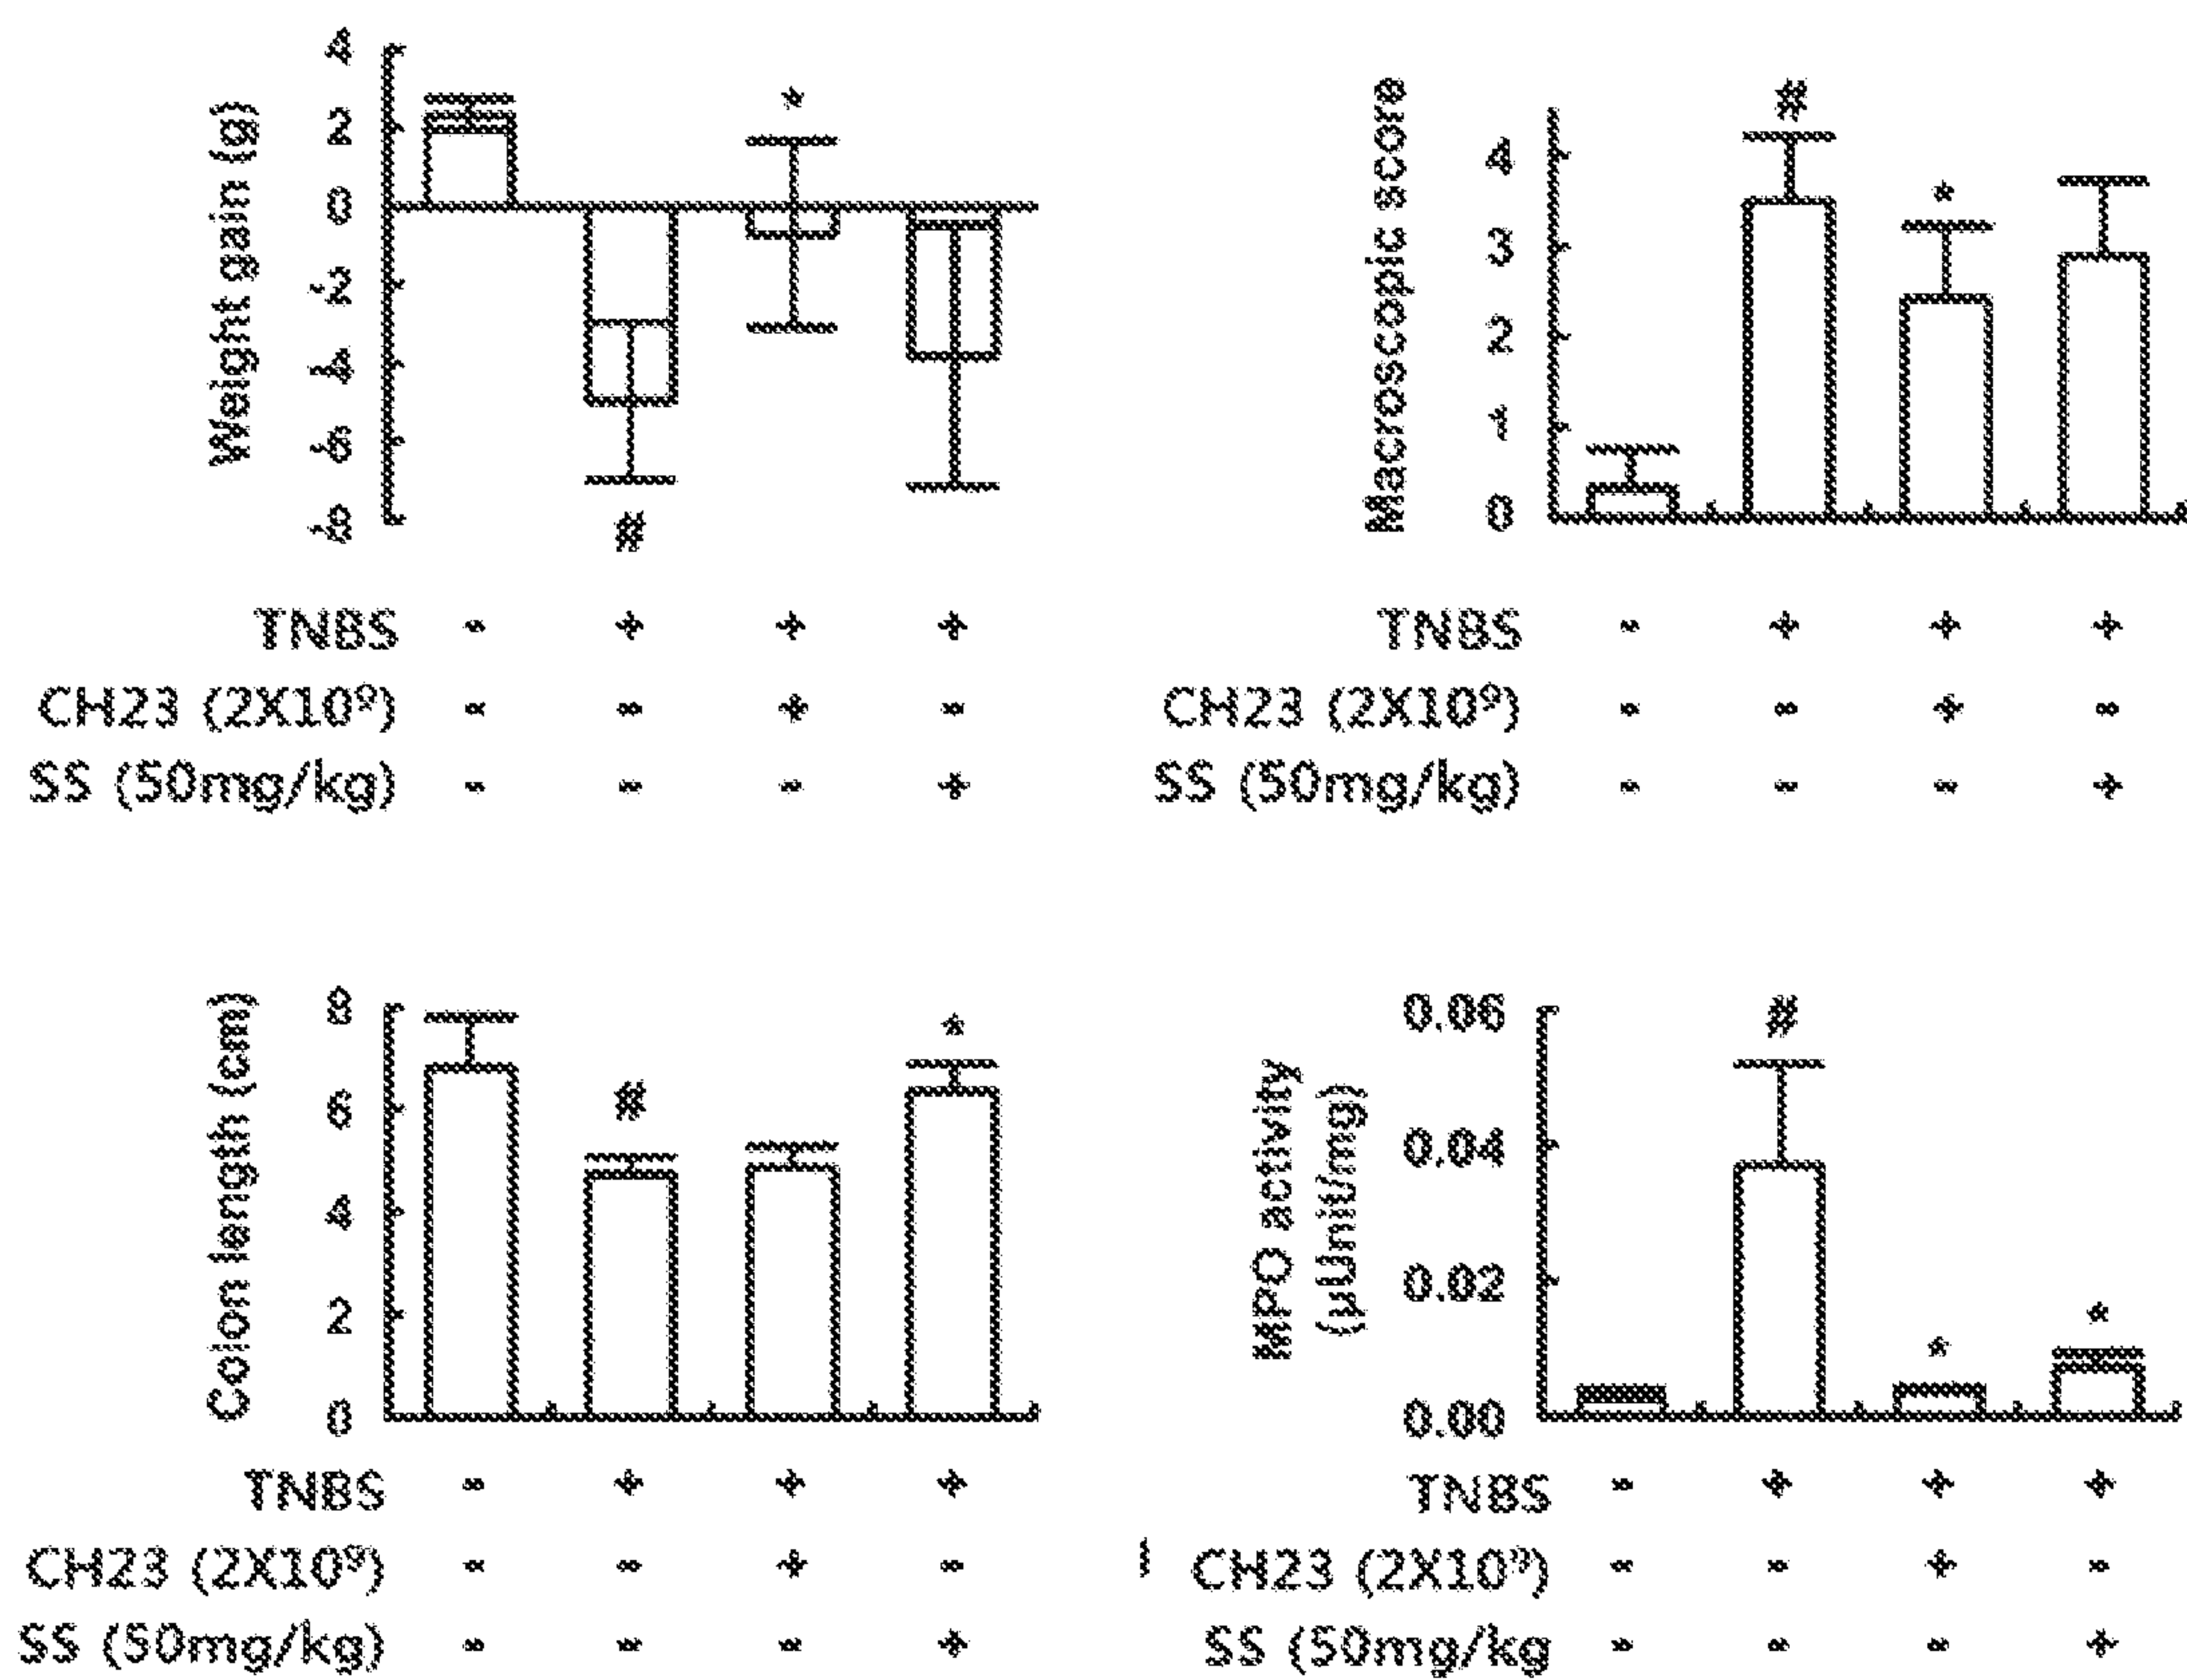 Weight gain (g)
4
2
0
-2
-4
-6
-8
*
#
TNBS - + + +
CH23 (2X10⁹) - - + -
SS (50mg/kg) - - - +
Macroscopic score
4
3
2
1
0
#
*
TNBS - + + +
CH23 (2X10⁹) - - + -
SS (50mg/kg) - - - +
Colon length (cm)
8
6
4
2
0
#
*
TNBS - + + +
CH23 (2X10⁹) - - + -
SS (50mg/kg) - - - +
MPO activity
(μUnit/mg)
0.06
0.04
0.02
0.00
#
*
*
TNBS - + + +
CH23 (2X10⁹) - - + -
SS (50mg/kg - - - +